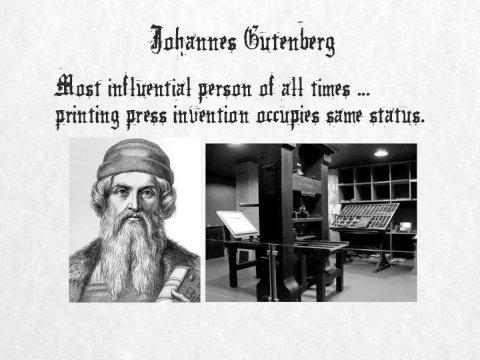 Johannes Gutenberg
Most influential person of all times ...
printing press invention occupies same status.